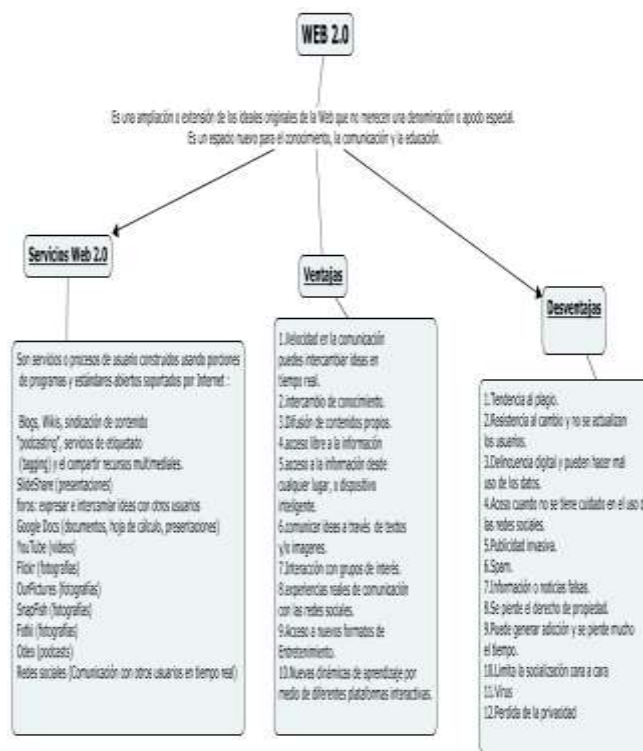 WEB 2.0
Es una ampliación o extensión de los ideales originales de la Web que no merecen una denominación o apodo especial.
Es un espacio nuevo para el conocimiento, la comunicación y la educación.
Servicios Web 2.0
Son servicios o procesos de usuario construidos usando porciones
de programas y estándares abiertos soportados por Internet :
Blogs, Wikis, sindicación de contenido
"podcasting", servicios de etiquetado
(tagging) y el compartir recursos multimediales.
SlideShare (presentaciones)
foros: expresar e intercamiar ideas con otros usuarios
Google Docs (documentos, hoja de cálculo, presentaciones)
YouTube (videos)
Flickr (fotografías)
OurPictures (fotografías)
SnapFish (fotografías)
(fotografías)
Odeo (podcasts)
Redes sociales (Comunicación con otros usuarios en tiempo real)
Ventajas
1.Velocidad en la comunicación
puedes intercambiar ideas en
tiempo real.
2.intercambio de conocimiento.
3.Difusión de contenidos propios.
4.acceso libre a la información
5.acceso a la información desde
cualquier lugar, o dispositivo
inteligente.
6.comunicar ideas a través de textos
y/o imagenes.
7.Interacción con grupos de interés.
8.experiencias reales de comunicación
con las redes sociales.
9.Acceso a nuevos formatos de
Entretenimiento.
10.Nuevas dinámicas de aprendizaje por
medio de diferentes plataformas interactivas.
Desventajas
1.Tendencia al plagio.
2.Resistencia al cambio y no se actualizan
los usuarios.
3.Delincuencia digital y pueden hacer mal
uso de los datos.
4.Acoso cuando no se tiene cuidado en el uso d
las redes sociales.
5.Publicidad invasiva.
6.Spam.
7.Información o noticias falsas.
8.Se pierde el derecho de propiedad.
9.Puede generar adicción y se pierde mucho
el tiempo.
10.Limita la socialización cara a cara
11.Virus
12.Perdida de la privacidad